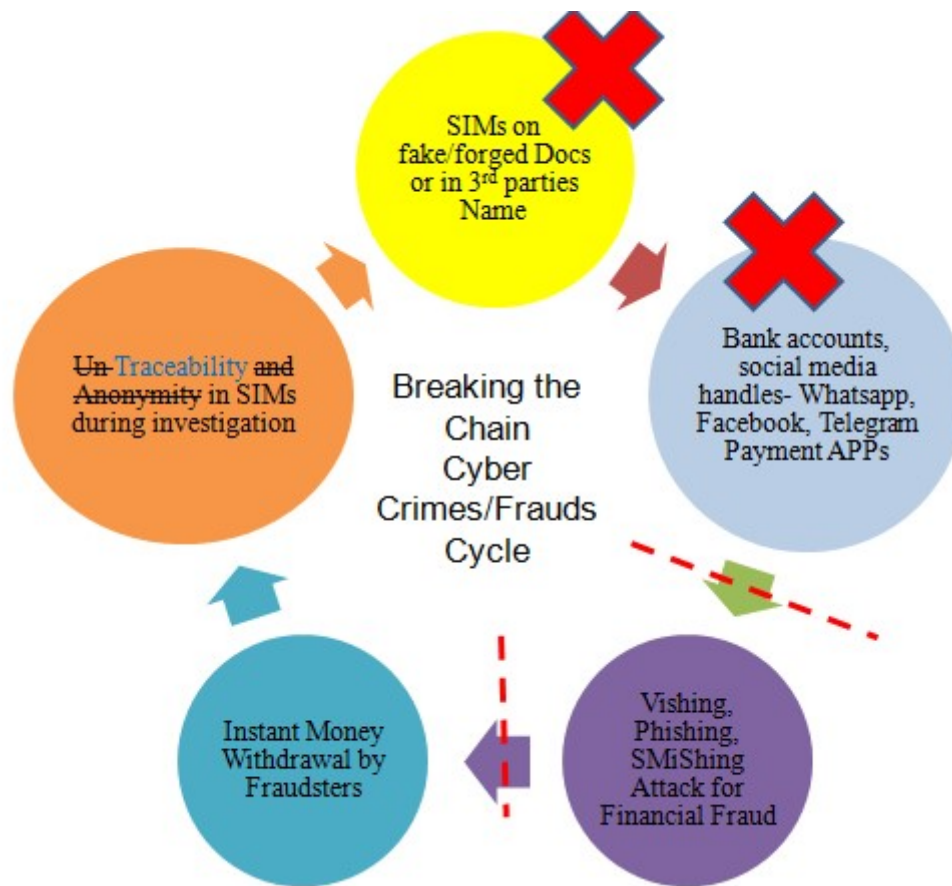 SIMs on
fake/forged Docs
or in 3rd parties
Name
Bank accounts,
social media
handles- Whatsapp,
Facebook, Telegram
Payment APPs
Vishing,
Phishing,
SMiShing
Attack for
Financial Fraud
Instant Money
Withdrawal by
Fraudsters
Un-Traceability and
Anonymity in SIMs
during investigation
Breaking the
Chain
Cyber
Crimes/Frauds
Cycle